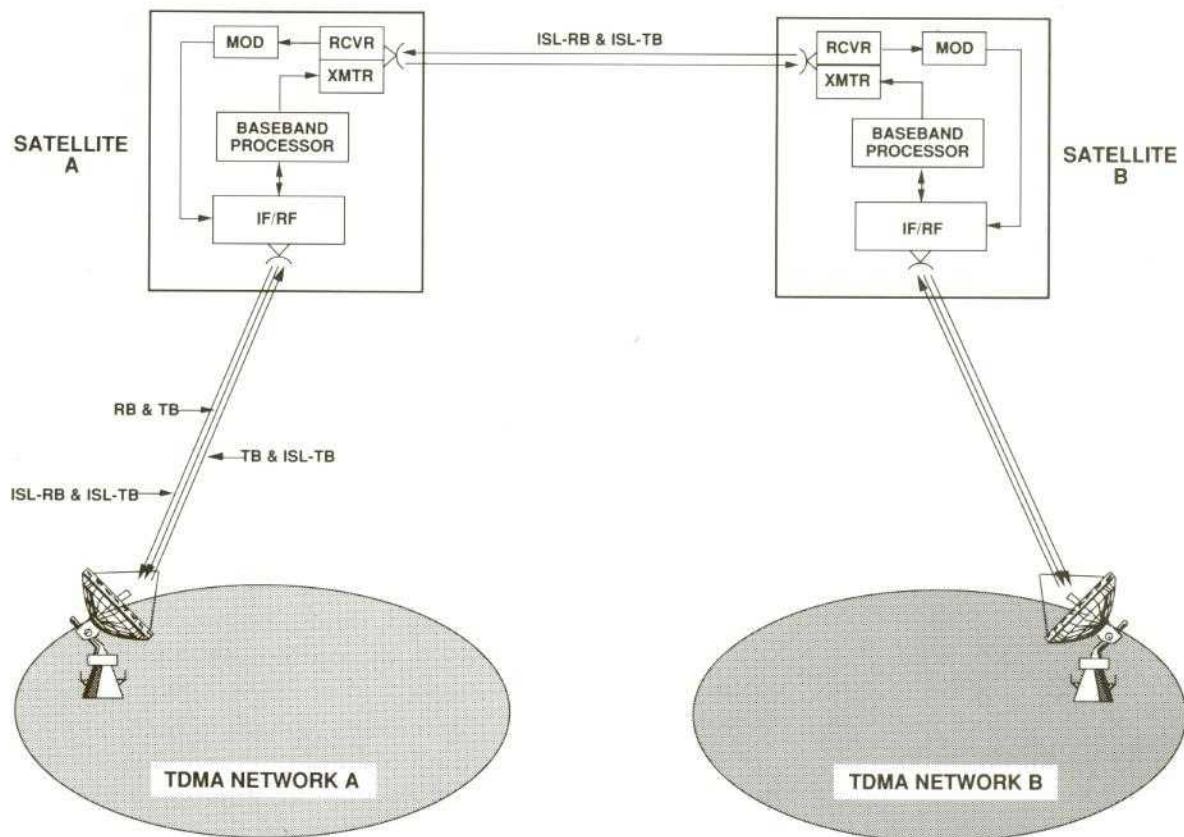 ISL-RB & ISL-TB
MOD
RCVR
XMTR
BASEBAND
PROCESSOR
IF/RF
SATELLITE
A
RCVR
MOD
XMTR
BASEBAND
PROCESSOR
IF/RF
SATELLITE
B
RB & TB
TB & ISL-TB
ISL-RB & ISL-TB
TDMA NETWORK A
TDMA NETWORK B